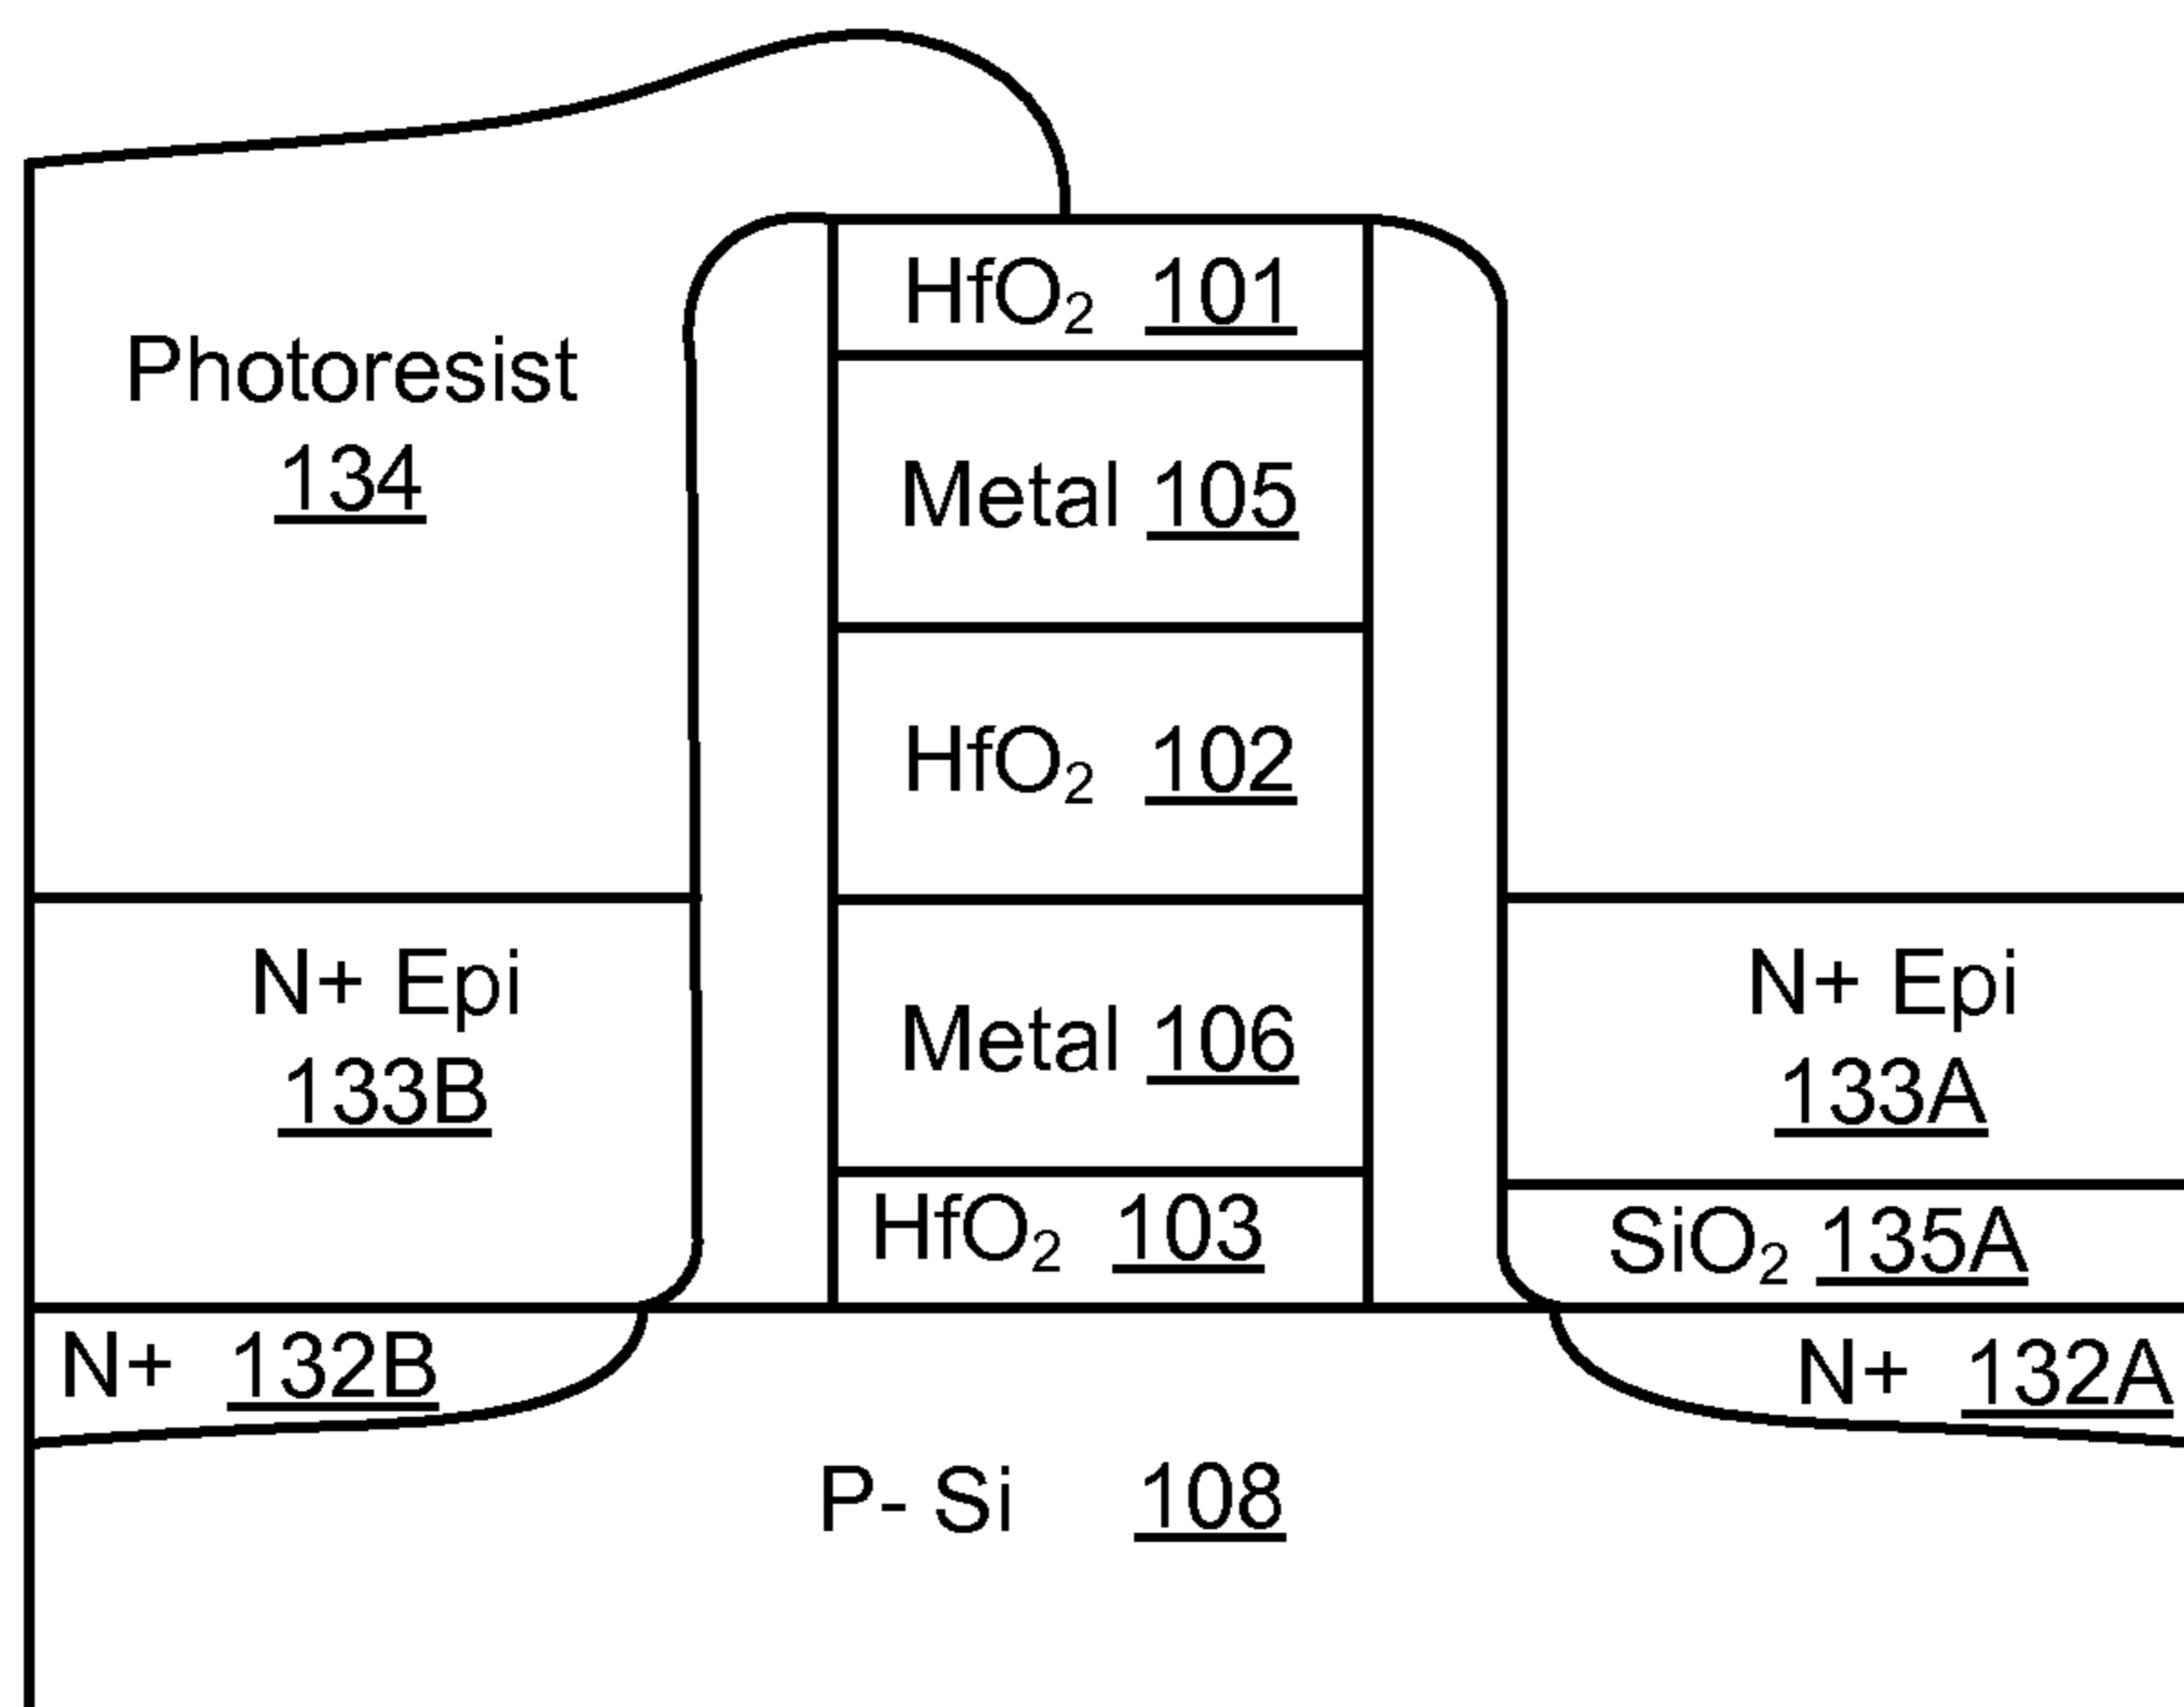 HfO₂ 101
Photoresist
134
Metal 105
HfO₂ 102
N+ Epi
133B
Metal 106
N+ Epi
133A
HfO₂ 103
SiO₂ 135A
N+ 132B
N+ 132A
P- Si 108